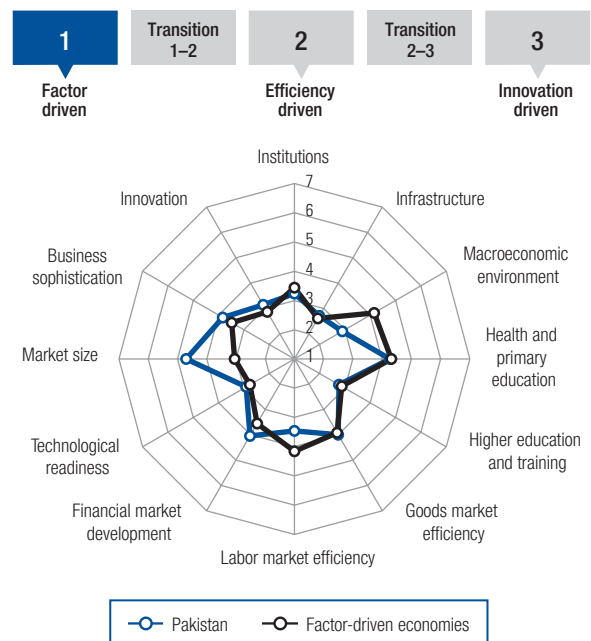 1
Transition
1–2
2
Transition
2–3
3
Factor
driven
Efficiency
driven
Innovation
driven
Institutions
7
6
5
4
3
2
1
Infrastructure
Macroeconomic
environment
Health and
primary
education
Higher education
and training
Goods market
efficiency
Labor market efficiency
Financial market
development
Technological
readiness
Market size
Business
sophistication
Innovation
Pakistan
Factor-driven economies